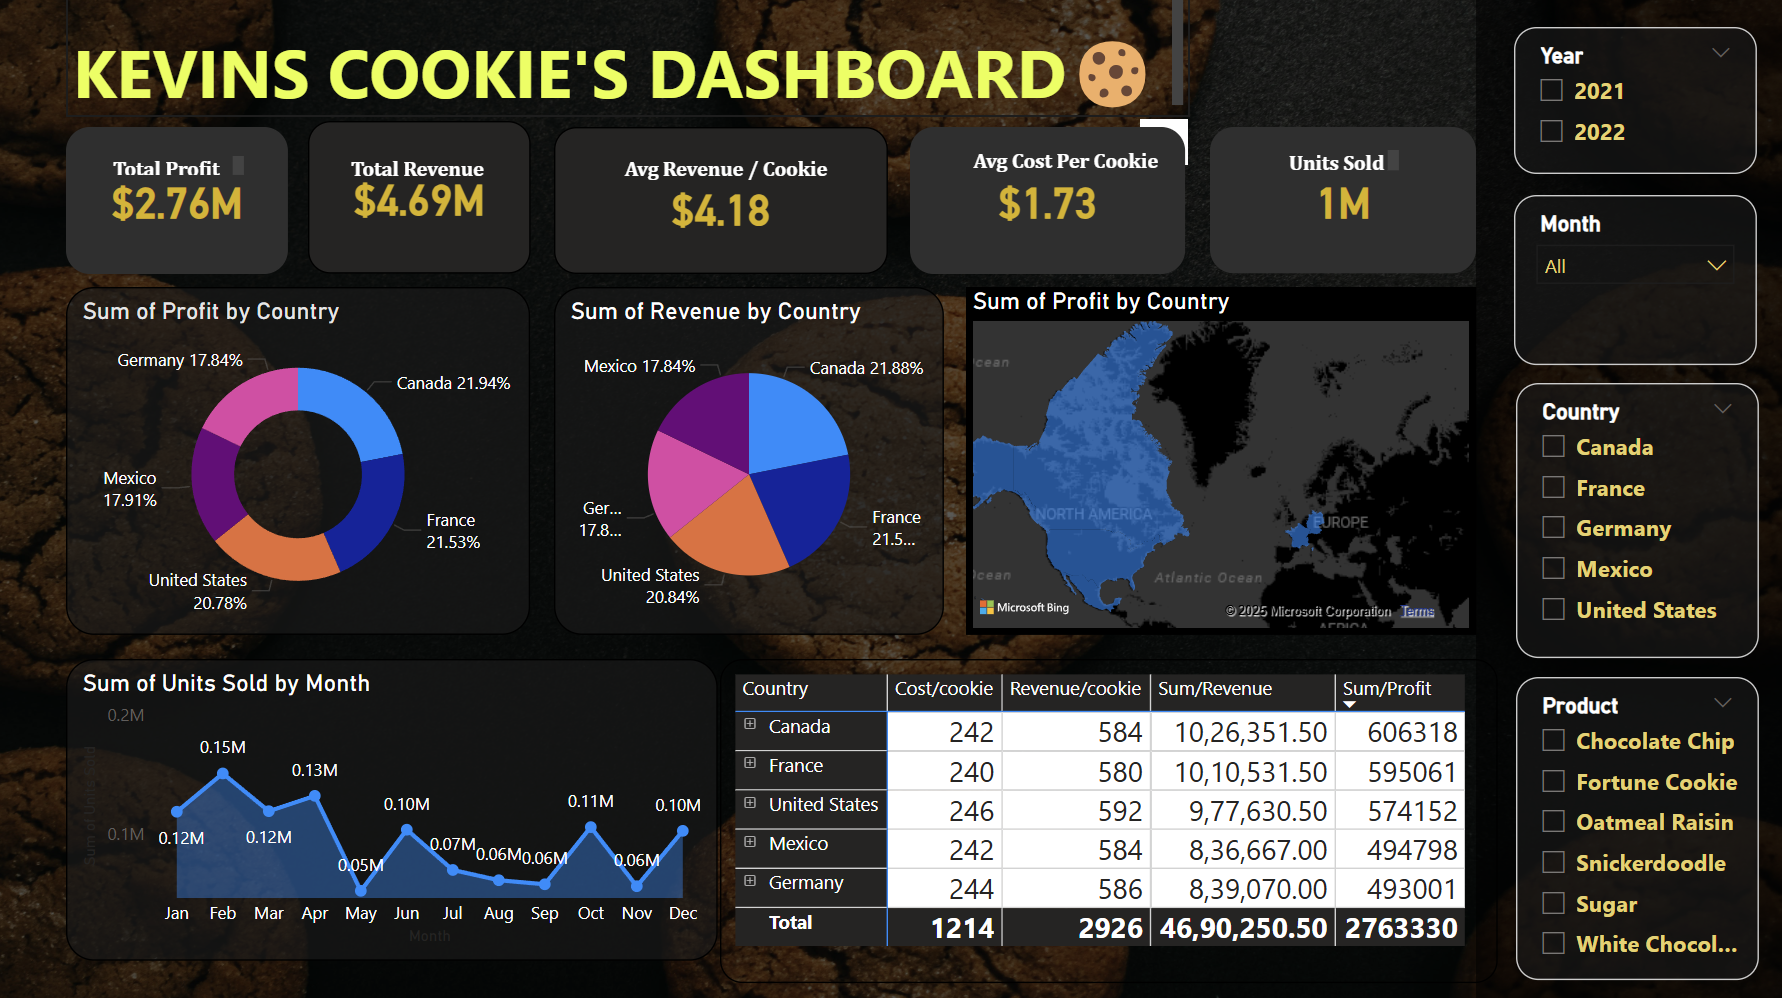 KEVINS COOKIE'S DASHBOARD
Total Profit
$2.76M
Total Revenue
$4.69M
Avg Revenue / Cookie
$4.18
Avg Cost Per Cookie
$1.73
Units Sold
1M
Year
2021
2022
Month
All
Country
Canada
France
Germany
Mexico
United States
Product
Chocolate Chip
Fortune Cookie
Oatmeal Raisin
Snickerdoodle
Sugar
White Chocol...
Sum of Profit by Country
Germany 17.84%
Canada 21.94%
Mexico
17.91%
France
21.53%
United States
20.78%
Sum of Revenue by Country
Mexico 17.84%
Canada 21.88%
Ger...
17.8...
France
21.5...
United States
20.84%
Sum of Profit by Country
cean
NORTH AMERICA
EUROPE
cean
Atlantic Ocean
Microsoft Bing
© 2025 Microsoft Corporation Terms
AFRICA
Sum of Units Sold by Month
0.2M
0.1M
Sum of Units Sold
0.12M
0.15M
0.12M
0.13M
0.05M
0.10M
0.07M
0.06M
0.06M
0.11M
0.06M
0.10M
Jan Feb Mar Apr May Jun Jul Aug Sep Oct Nov Dec
Month
Country Cost/cookie Revenue/cookie Sum/Revenue Sum/Profit
Canada 242 584 10,26,351.50 606318
France 240 580 10,10,531.50 595061
United States 246 592 9,77,630.50 574152
Mexico 242 584 8,36,667.00 494798
Germany 244 586 8,39,070.00 493001
Total 1214 2926 46,90,250.50 2763330